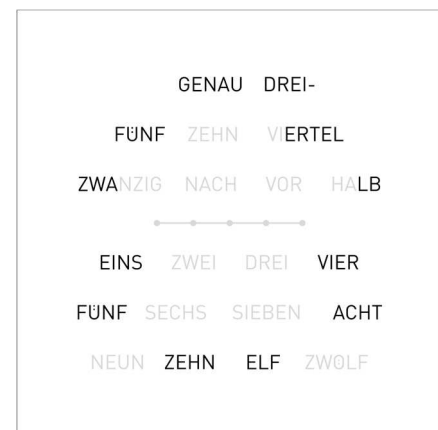 GENAU DREI-
FÜNF ZEHN VIERTEL
ZWANZIG NACH VOR HALB
EINS ZWEI DREI VIER
FÜNF SECHS SIEBEN ACHT
NEUN ZEHN ELF ZWÖLF